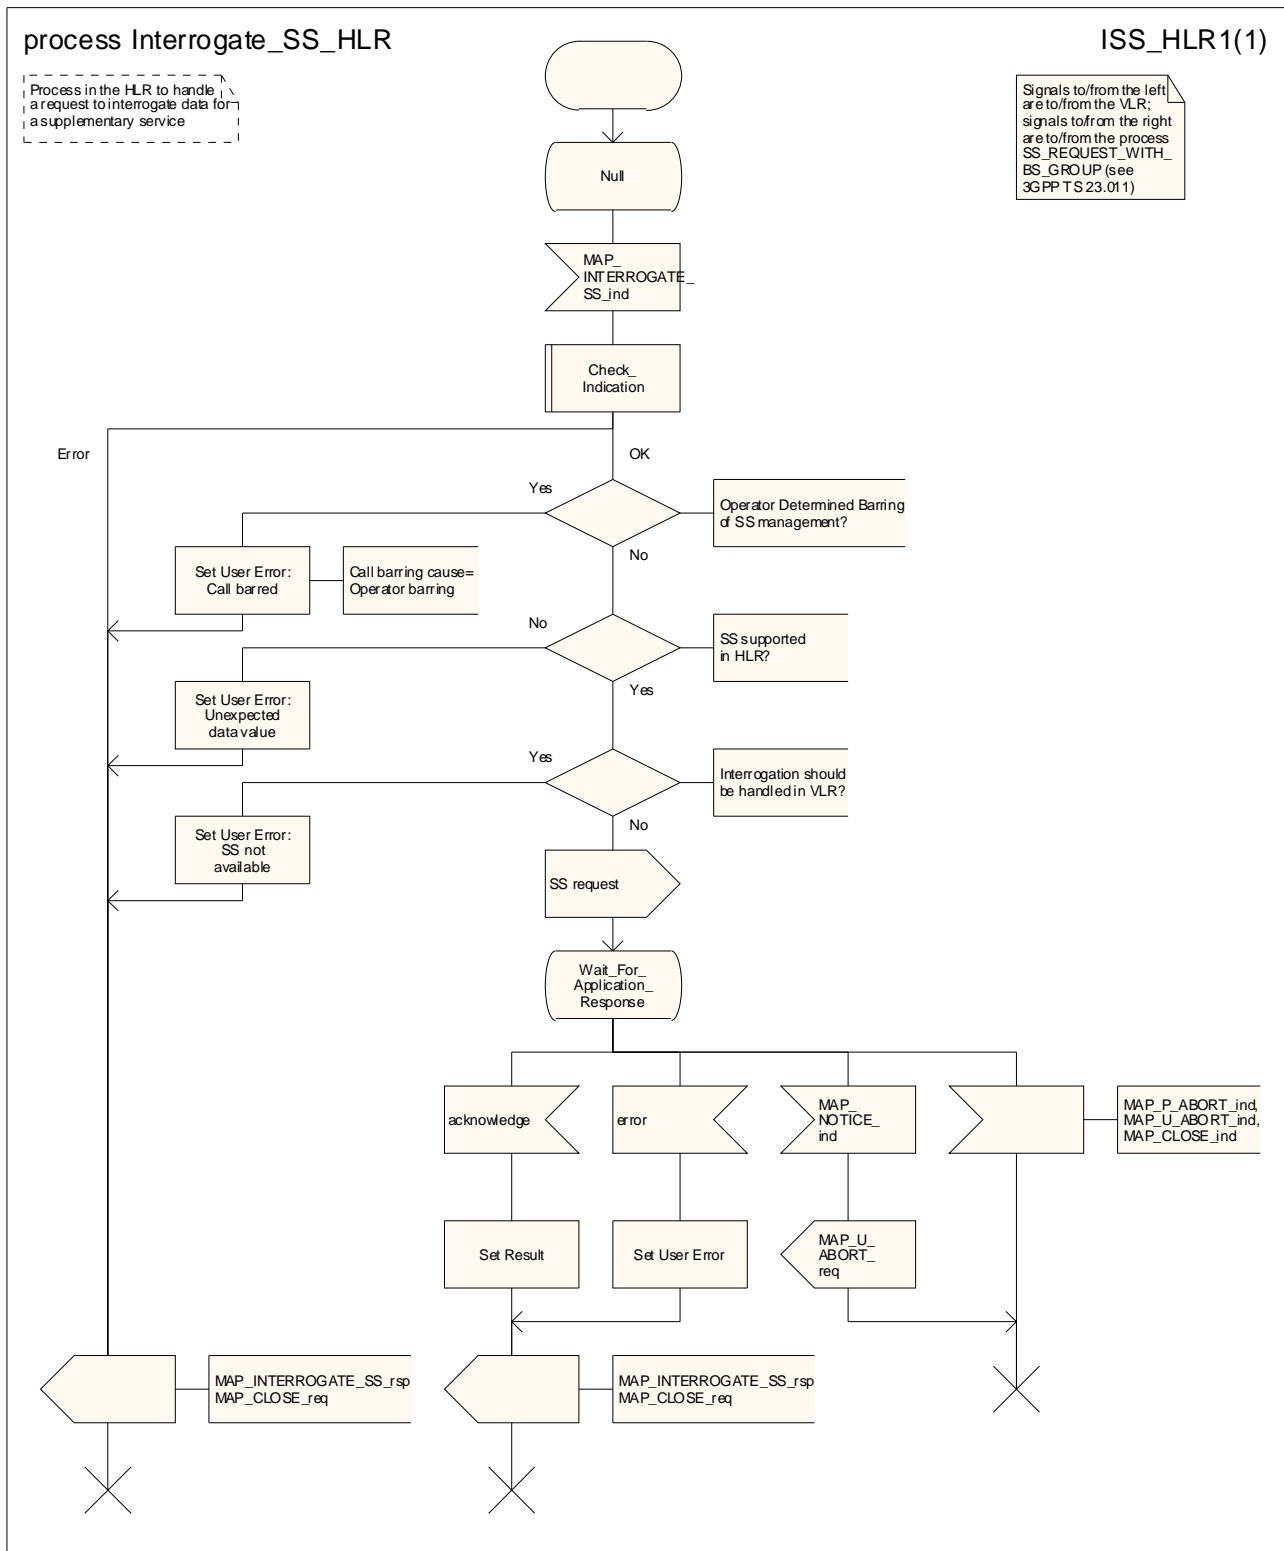 process Interrogate_SS_HLR
ISS_HLR1(1)
Process in the HLR to handle
a request to interrogate data for
a supplementary service
Signals to/from the left
are to/from the VLR;
signals to/from the right
are to/from the process
SS_REQUEST_WITH_
BS_GROUP (see
3GPP TS 23.011)
Null
MAP_
INTERROGATE_
SS_ind
Check_
Indication
Error
OK
Yes
Operator Determined Barring
of SS management?
No
Set User Error:
Call barred
Call barring cause=
Operator barring
No
SS supported
in HLR?
Yes
Set User Error:
Unexpected
data value
Yes
Interrogation should
be handled in VLR?
No
Set User Error:
SS not
available
SS request
Wait_For_
Application_
Response
acknowledge
error
MAP_
NOTICE_
ind
MAP_P_ABORT_ind,
MAP_U_ABORT_ind,
MAP_CLOSE_ind
Set Result
Set User Error
MAP_U_
ABORT_
req
MAP_INTERROGATE_SS_rsp
MAP_CLOSE_req
MAP_INTERROGATE_SS_rsp
MAP_CLOSE_req